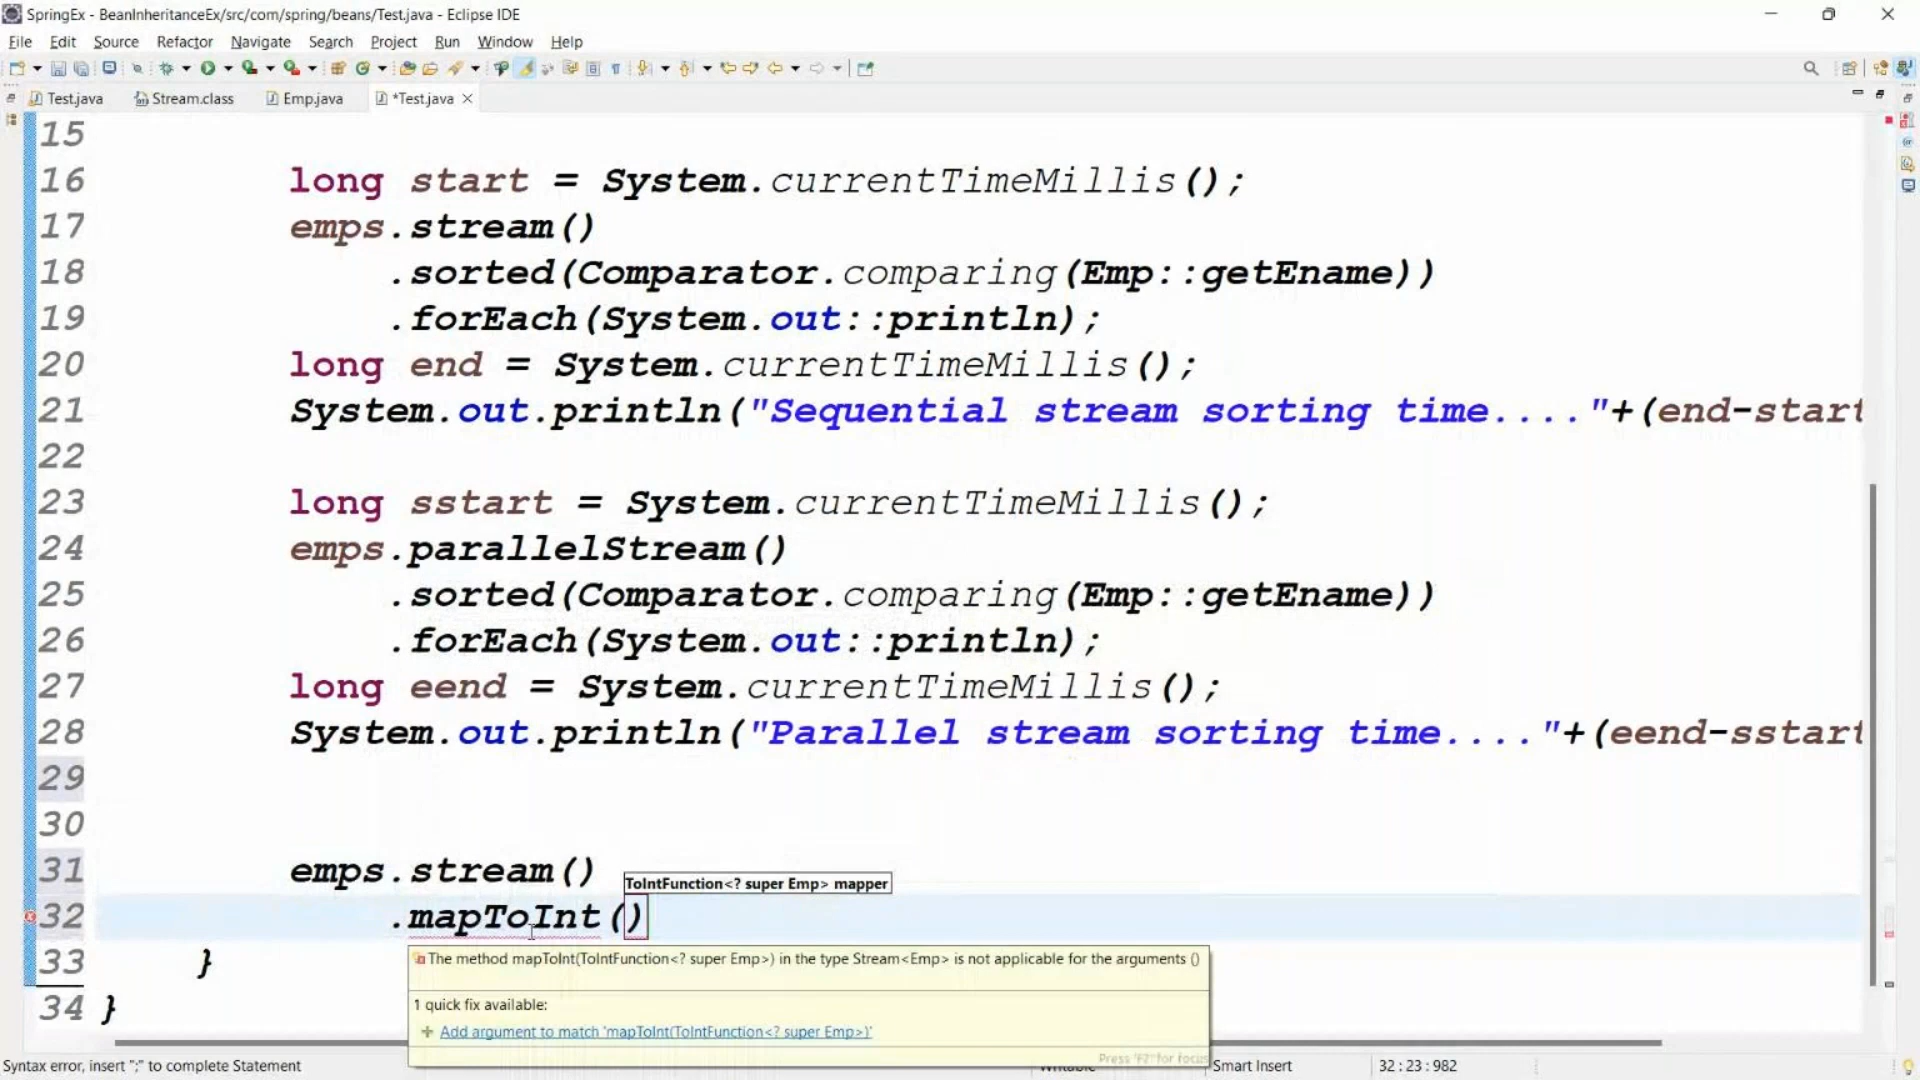 SpringEx - BeanInheritanceEx/src/com/spring/beans/Test.java - Eclipse IDE
File Edit Source Refactor Navigate Search Project Run Window Help
Test.java Stream.class Emp.java *Test.java
15
16 long start = System.currentTimeMillis();
17 emps.stream()
18 .sorted(Comparator.comparing(Emp::getEname))
19 .forEach(System.out::println);
20 long end = System.currentTimeMillis();
21 System.out.println("Sequential stream sorting time...."+(end-start
22
23 long sstart = System.currentTimeMillis();
24 emps.parallelStream()
25 .sorted(Comparator.comparing(Emp::getEname))
26 .forEach(System.out::println);
27 long eend = System.currentTimeMillis();
28 System.out.println("Parallel stream sorting time...."+(eend-sstart
29
30
31 emps.stream()
ToIntFunction<? super Emp> mapper
32 .mapToInt()
33 }
The method mapToInt(ToIntFunction<? super Emp>) in the type Stream<Emp> is not applicable for the arguments ()
34 }
1 quick fix available:
Add argument to match 'mapToInt(ToIntFunction<? super Emp>)'
Press 'F2' for focus
Syntax error, insert ";" to complete Statement Writable Smart Insert 32 : 23 : 982